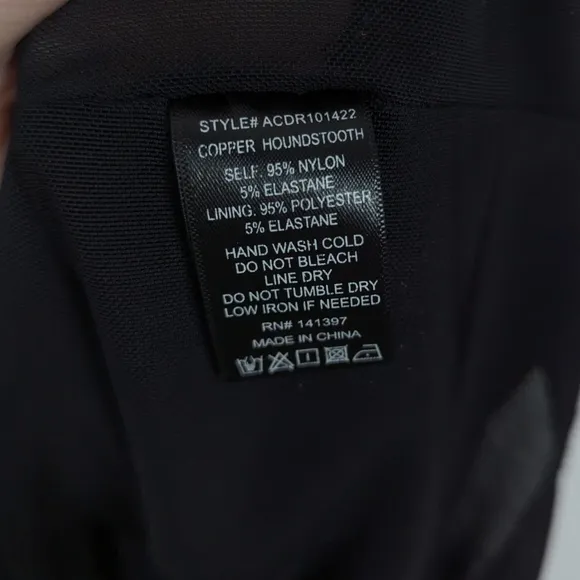 STYLE# ACDR101422
COPPER HOUNDSTOOTH
SELF. 95% NYLON
5% ELASTANE
LINING. 95% POLYESTER
5% ELASTANE
HAND WASH COLD
DO NOT BLEACH
LINE DRY
DO NOT TUMBLE DRY
LOW IRON IF NEEDED
RN# 141397
MADE IN CHINA